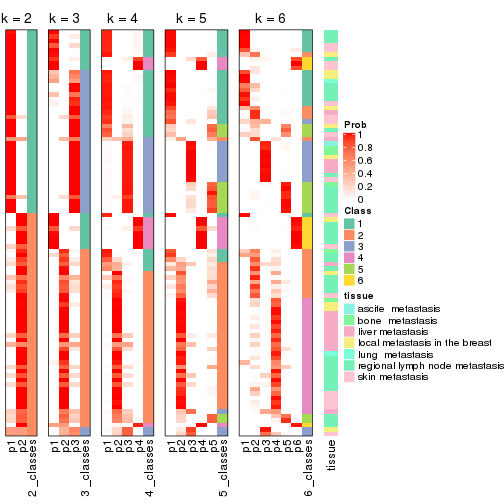 k = 2
k = 3
k = 4
k = 5
k = 6
Prob
1
0.8
0.6
0.4
0.2
0
Class
1
2
3
4
5
6
tissue
ascite metastasis
bone metastasis
liver metastasis
local metastasis in the breast
lung metastasis
regional lymph node metastasis
skin metastasis
p1
p2
2_classes
p1
p2
p3
3_classes
p1
p2
p3
p4
4_classes
p1
p2
p3
p4
p5
5_classes
p1
p2
p3
p4
p5
p6
6_classes
tissue